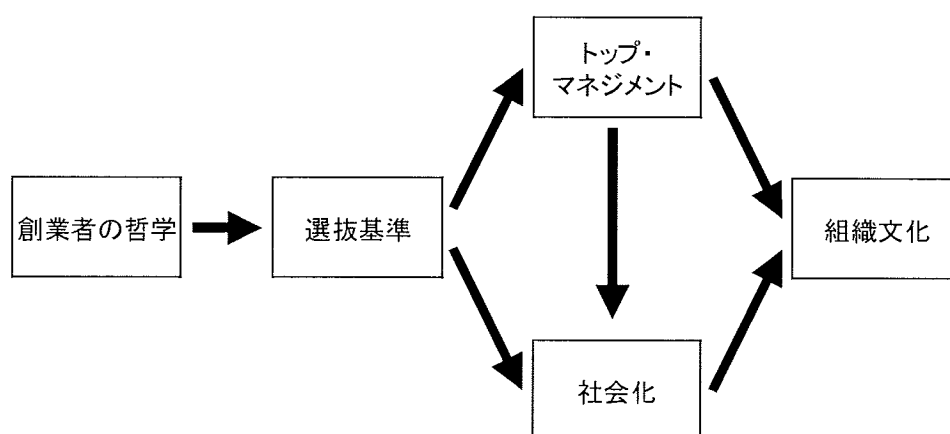 トップ・
マネジメント
創業者の哲学
選抜基準
組織文化
社会化